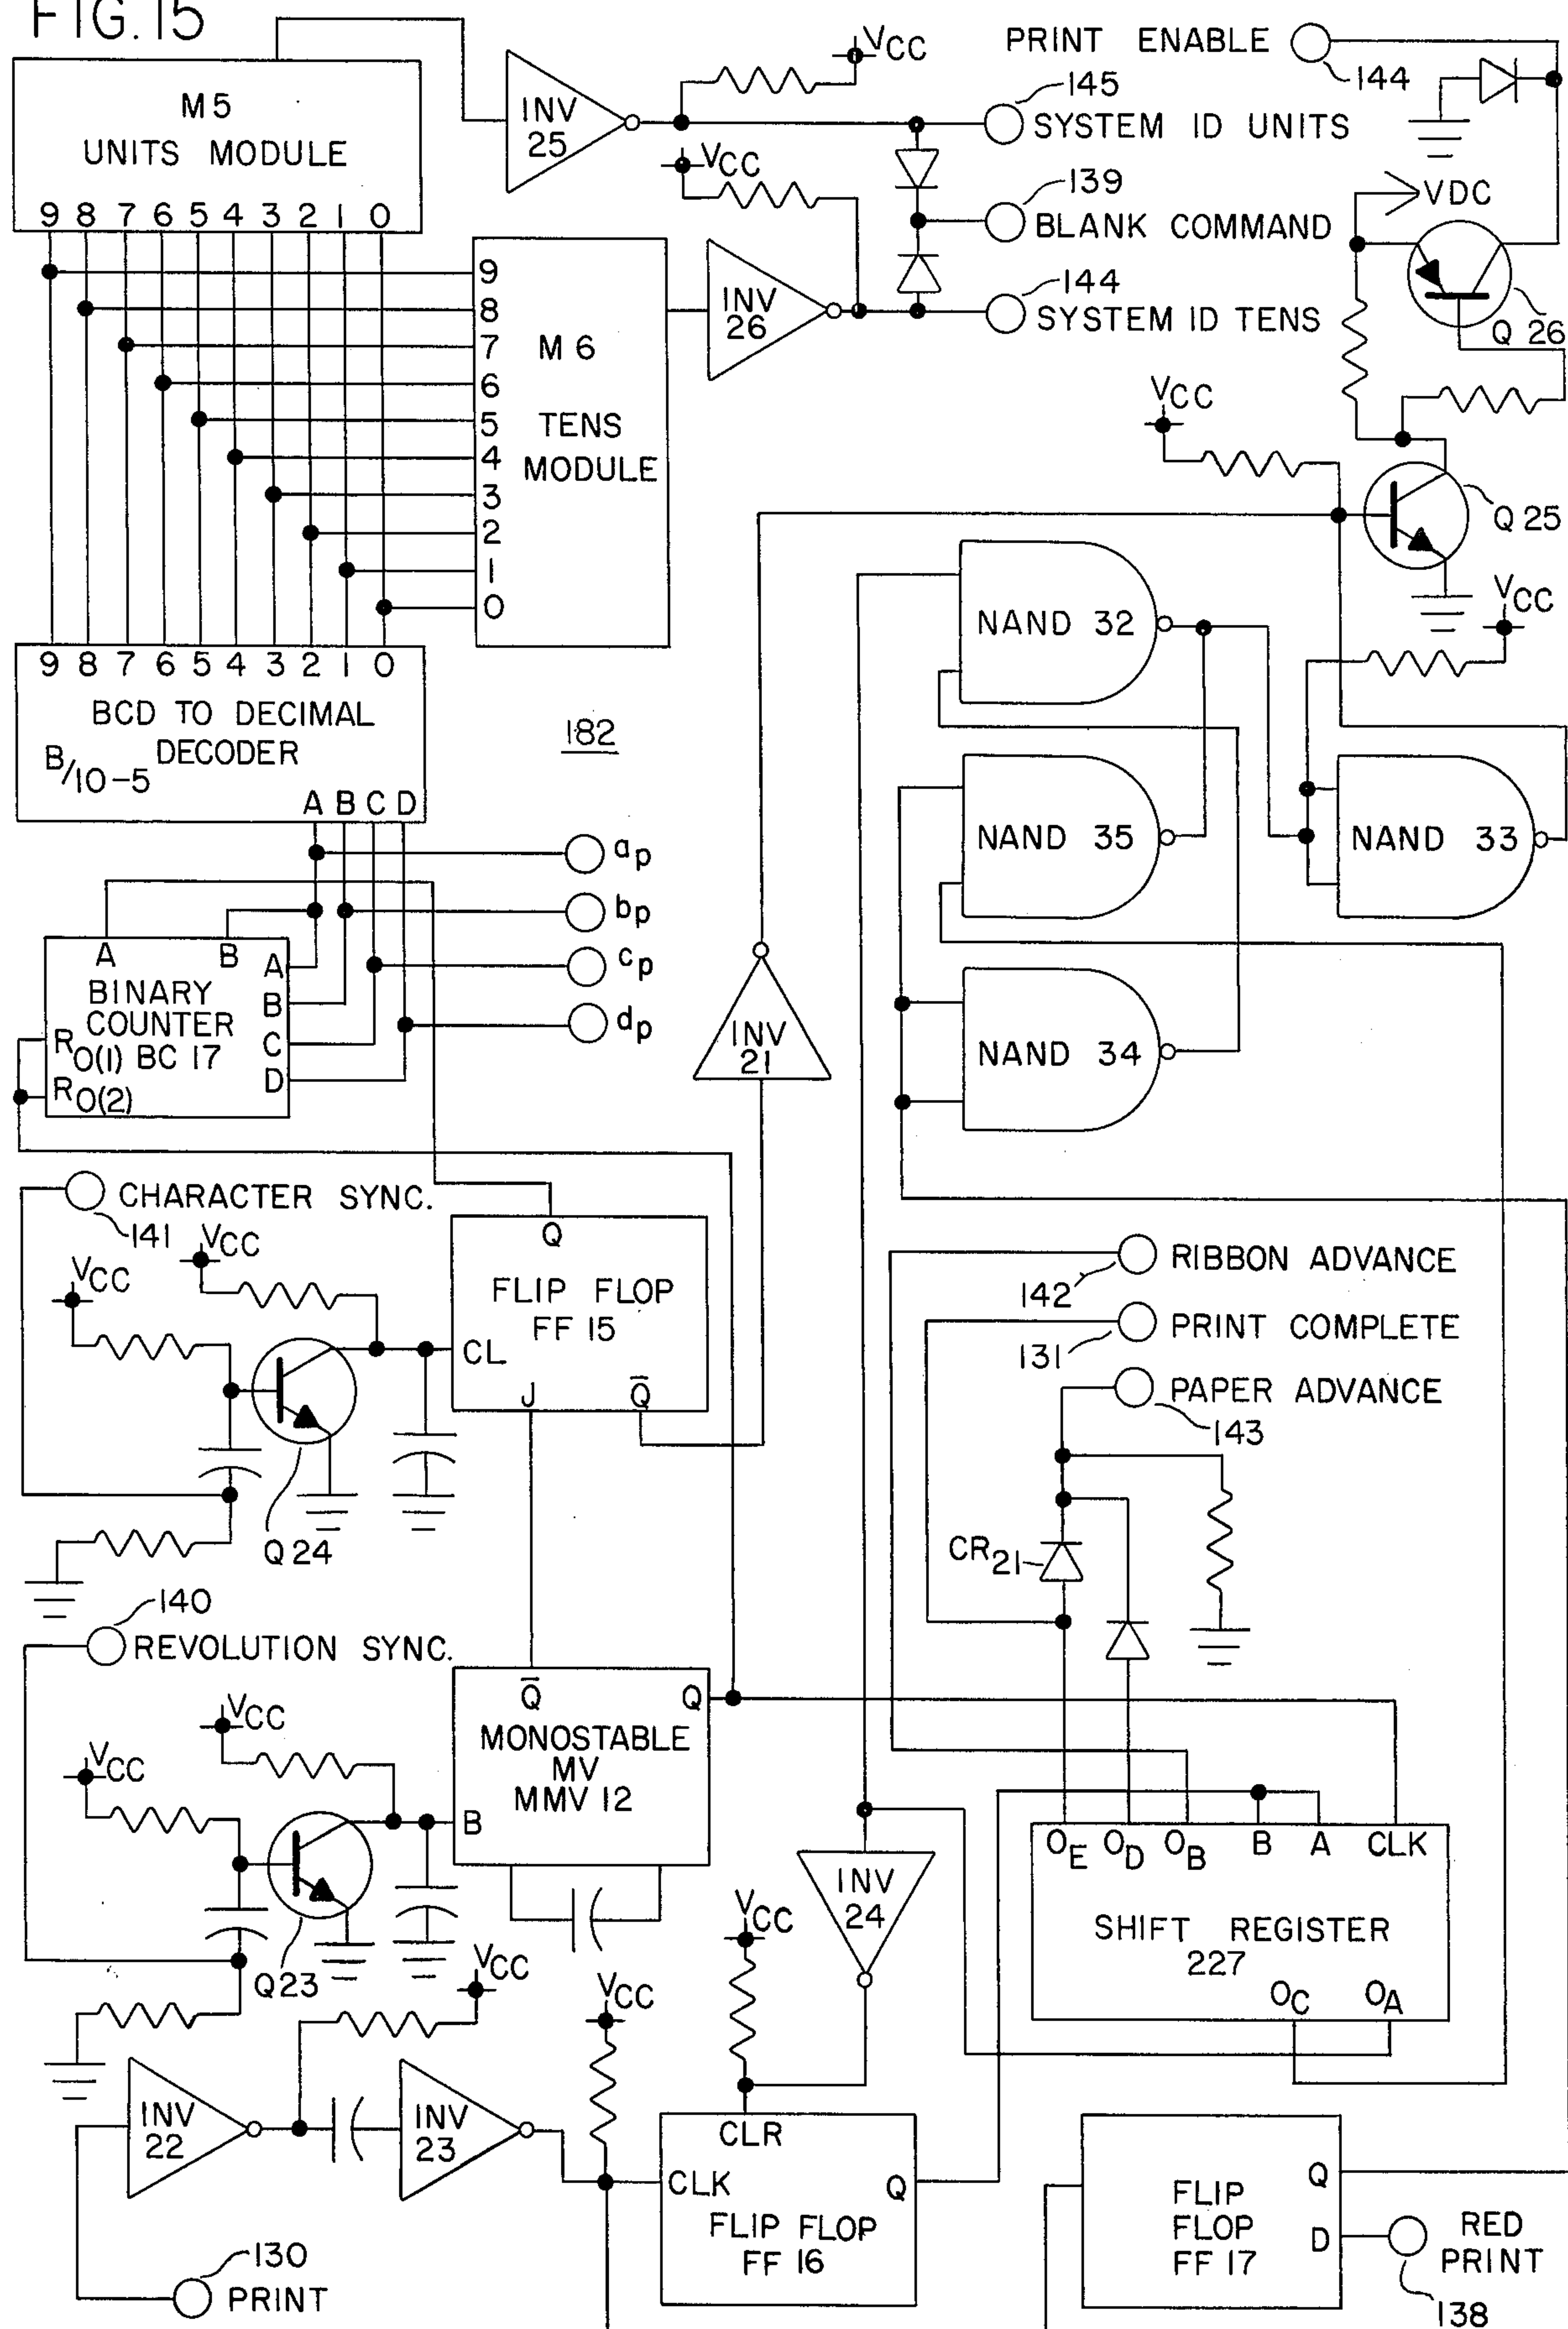 FIG. 15
M5
UNITS MODULE
9 8 7 6 5 4 3 2 1 0
INV
25
VCC
145
SYSTEM ID UNITS
PRINT ENABLE
144
VCC
139
BLANK COMMAND
VDC
9
8
7
6
5
4
3
2
1
0
M 6
TENS
MODULE
INV
26
144
SYSTEM ID TENS
Q 26
VCC
Q 25
VCC
9 8 7 6 5 4 3 2 1 0
BCD TO DECIMAL
DECODER
B/10-5
A B C D
182
NAND 32
NAND 35
NAND 33
NAND 34
ap
bp
cp
dp
A B
A
B
C
D
BINARY
COUNTER
RO(1) BC 17
RO(2)
INV
21
CHARACTER SYNC.
141
VCC
VCC
Q
FLIP FLOP
FF 15
CL
J Q̅
Q24
RIBBON ADVANCE
142
PRINT COMPLETE
131
PAPER ADVANCE
143
CR21
140
REVOLUTION SYNC.
VCC
VCC
Q̅ Q
MONOSTABLE
MV
MMV 12
B
Q23
OE OD OB B A CLK
SHIFT REGISTER
227
OC OA
INV
24
VCC
VCC
VCC
INV
22
INV
23
CLR
CLK Q
FLIP FLOP
FF 16
FLIP
FLOP
FF 17
Q
D
RED
PRINT
138
130
PRINT